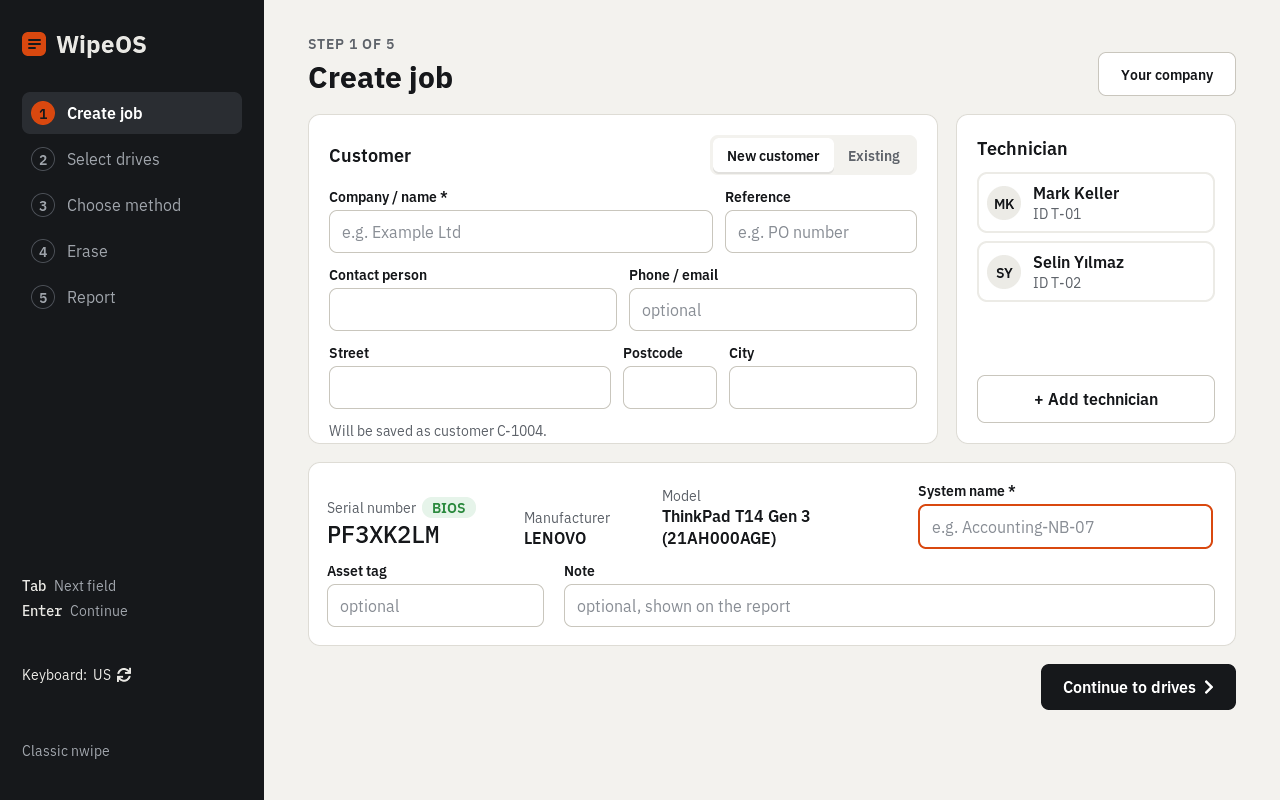 WipeOS
1 Create job
2 Select drives
3 Choose method
4 Erase
5 Report
Tab Next field
Enter Continue
Keyboard: US
Classic nwipe
STEP 1 OF 5
Create job
Your company
Customer
New customer
Existing
Company / name *
Reference
e.g. Example Ltd
e.g. PO number
Contact person
Phone / email
optional
Street
Postcode
City
Will be saved as customer C-1004.
Technician
MK
Mark Keller
ID T-01
SY
Selin Yılmaz
ID T-02
+ Add technician
Serial number BIOS
PF3XK2LM
Manufacturer
LENOVO
Model
ThinkPad T14 Gen 3
(21AH000AGE)
System name *
e.g. Accounting-NB-07
Asset tag
optional
Note
optional, shown on the report
Continue to drives